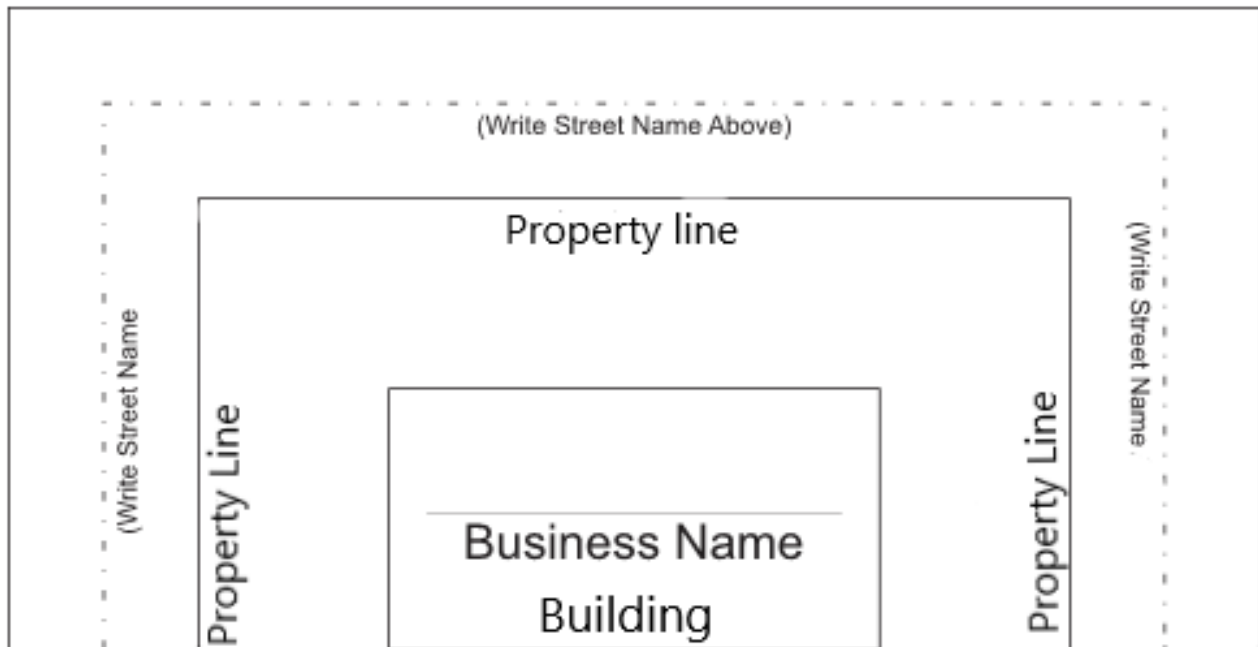 (Write Street Name Above)
Property line
(Write Street Name
(Write Street Name
Property Line
Property Line
Business Name
Building